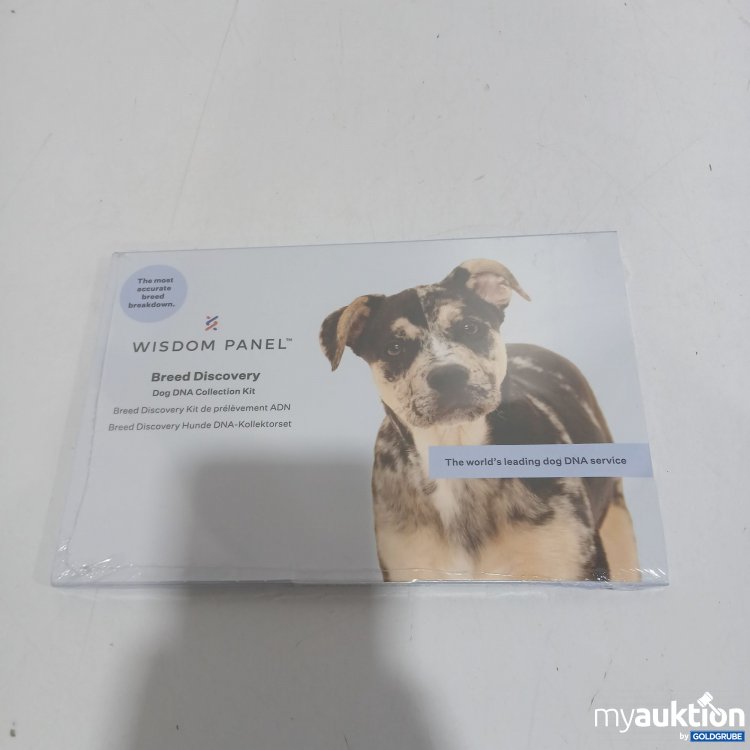 The most
accurate
breed
breakdown.
WISDOM PANEL™
Breed Discovery
Dog DNA Collection Kit
Breed Discovery Kit de prélèvement ADN
Breed Discovery Hunde DNA-Kollektorset
The world's leading dog DNA service
myauktion
by GOLDGRUBE